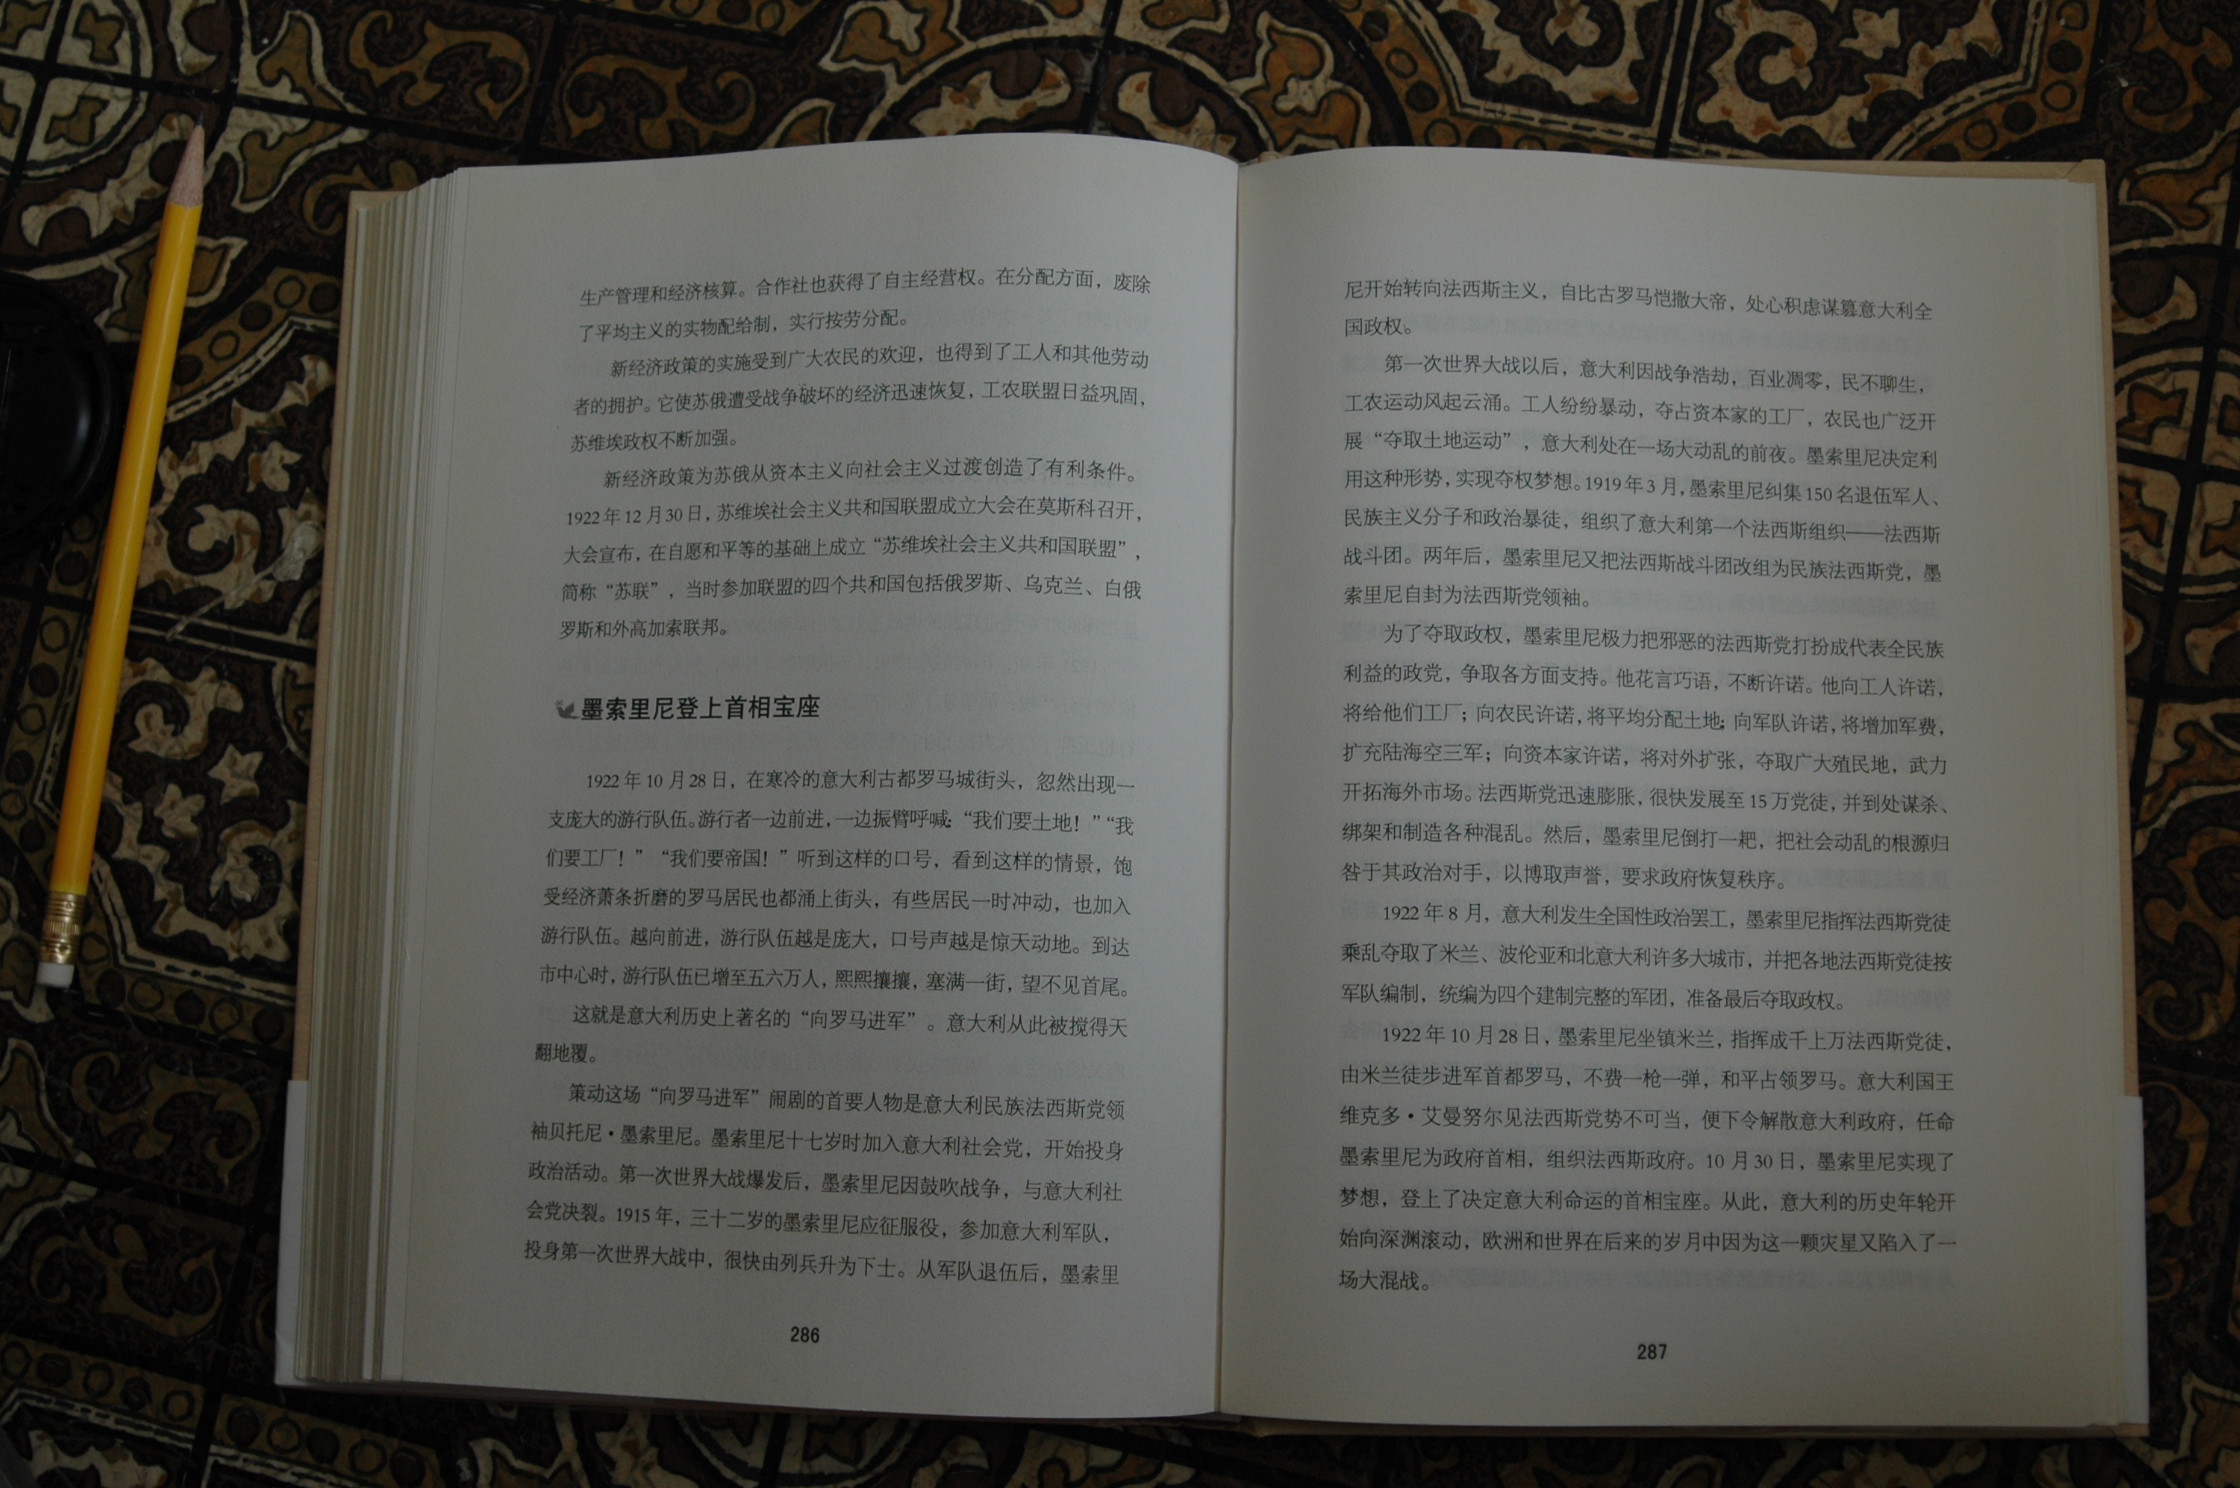 生产管理和经济核算。合作社也获得了自主经营权。在分配方面，废除
了平均主义的实物配给制，实行按劳分配。
新经济政策的实施受到广大农民的欢迎，也得到了工人和其他劳动
者的拥护。它使苏俄遭受战争破坏的经济迅速恢复，工农联盟日益巩固，
苏维埃政权不断加强。
新经济政策为苏俄从资本主义向社会主义过渡创造了有利条件。
1922年12月30日，苏维埃社会主义共和国联盟成立大会在莫斯科召开，
大会宣布，在自愿和平等的基础上成立“苏维埃社会主义共和国联盟”，
简称“苏联”，当时参加联盟的四个共和国包括俄罗斯、乌克兰、白俄
罗斯和外高加索联邦。
墨索里尼登上首相宝座
1922年10月28日，在寒冷的意大利古都罗马城街头，忽然出现一
支庞大的游行队伍。游行者一边前进，一边振臂呼喊：“我们要土地！”“我
们要工厂！”“我们要帝国！”听到这样的口号，看到这样的情景，饱
受经济萧条折磨的罗马居民也都涌上街头，有些居民一时冲动，也加入
游行队伍。越向前进，游行队伍越是庞大，口号声越是惊天动地。到达
市中心时，游行队伍已增至五六万人，熙熙攘攘，塞满一街，望不见首尾。
这就是意大利历史上著名的“向罗马进军”。意大利从此被搅得天
翻地覆。
策动这场“向罗马进军”闹剧的首要人物是意大利民族法西斯党领
袖贝托尼·墨索里尼。墨索里尼十七岁时加入意大利社会党，开始投身
政治活动。第一次世界大战爆发后，墨索里尼因鼓吹战争，与意大利社
会党决裂。1915年，三十二岁的墨索里尼应征服役，参加意大利军队，
投身第一次世界大战中，很快由列兵升为下士。从军队退伍后，墨索里
286
尼开始转向法西斯主义，自比古罗马恺撒大帝，处心积虑谋篡意大利全
国政权。
第一次世界大战以后，意大利因战争浩劫，百业凋零，民不聊生，
工农运动风起云涌。工人纷纷暴动，夺占资本家的工厂，农民也广泛开
展“夺取土地运动”，意大利处在一场大动乱的前夜。墨索里尼决定利
用这种形势，实现夺权梦想。1919年3月，墨索里尼纠集150名退伍军人、
民族主义分子和政治暴徒，组织了意大利第一个法西斯组织——法西斯
战斗团。两年后，墨索里尼又把法西斯战斗团改组为民族法西斯党，墨
索里尼自封为法西斯党领袖。
为了夺取政权，墨索里尼极力把邪恶的法西斯党打扮成代表全民族
利益的政党，争取各方面支持。他花言巧语，不断许诺。他向工人许诺，
将给他们工厂；向农民许诺，将平均分配土地；向军队许诺，将增加军费，
扩充陆海空三军；向资本家许诺，将对外扩张，夺取广大殖民地，武力
开拓海外市场。法西斯党迅速膨胀，很快发展至15万党徒，并到处谋杀、
绑架和制造各种混乱。然后，墨索里尼倒打一耙，把社会动乱的根源归
咎于其政治对手，以博取声誉，要求政府恢复秩序。
1922年8月，意大利发生全国性政治罢工，墨索里尼指挥法西斯党徒
乘乱夺取了米兰、波伦亚和北意大利许多大城市，并把各地法西斯党徒按
军队编制，统编为四个建制完整的军团，准备最后夺取政权。
1922年10月28日，墨索里尼坐镇米兰，指挥成千上万法西斯党徒，
由米兰徒步进军首都罗马，不费一枪一弹，和平占领罗马。意大利国王
维克多·艾曼努尔见法西斯党势不可当，便下令解散意大利政府，任命
墨索里尼为政府首相，组织法西斯政府。10月30日，墨索里尼实现了
梦想，登上了决定意大利命运的首相宝座。从此，意大利的历史年轮开
始向深渊滚动，欧洲和世界在后来的岁月中因为这一颗灾星又陷入了一
场大混战。
287